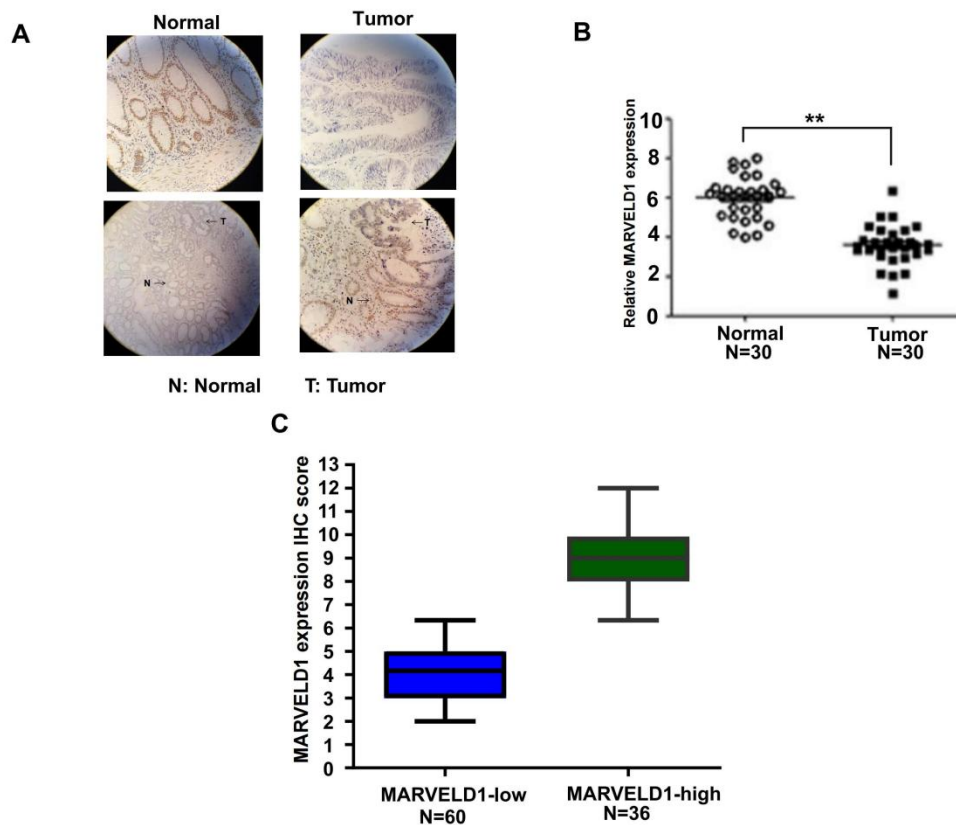 A
Normal
Tumor
T
N
T
N
N: Normal T: Tumor
B
Relative MARVELD1 expression
10
8
6
4
2
0
**
Normal
N=30
Tumor
N=30
C
MARVELD1 expression IHC score
13
12
11
10
9
8
7
6
5
4
3
2
1
0
MARVELD1-low
N=60
MARVELD1-high
N=36